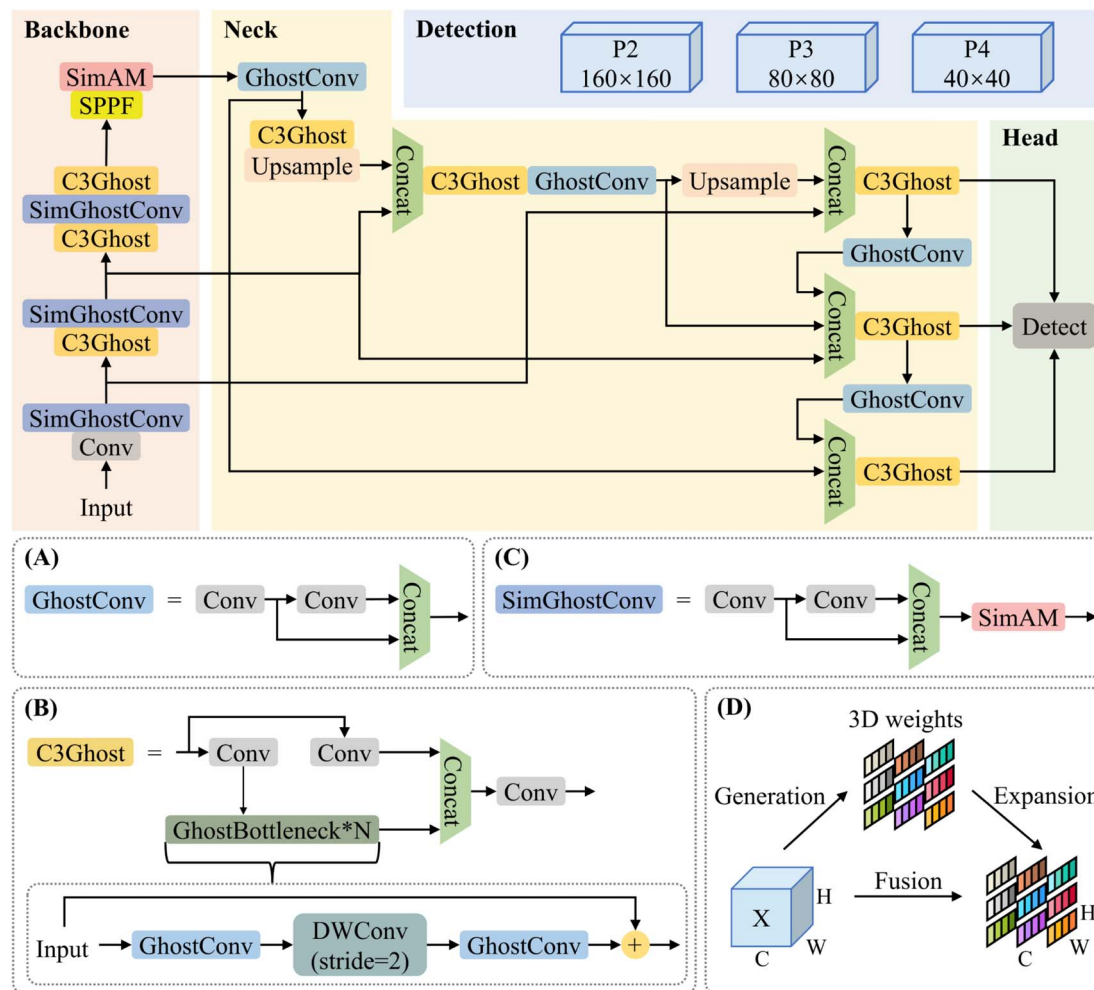 Backbone
Neck
Detection
P2
160×160
P3
80×80
P4
40×40
SimAM
SPPF
C3Ghost
SimGhostConv
C3Ghost
SimGhostConv
C3Ghost
SimGhostConv
Conv
Input
GhostConv
C3Ghost
Upsample
Concat
C3Ghost
GhostConv
Upsample
Concat
C3Ghost
GhostConv
Concat
C3Ghost
GhostConv
Concat
C3Ghost
Head
Detect
(A)
GhostConv = Conv Conv Concat
(C)
SimGhostConv = Conv Conv Concat SimAM
(B)
C3Ghost = Conv Conv Concat Conv
GhostBottleneck*N
Input GhostConv DWConv
(stride=2) GhostConv +
(D)
3D weights
Generation
Expansion
Fusion
X
H
W
C
H
W
C